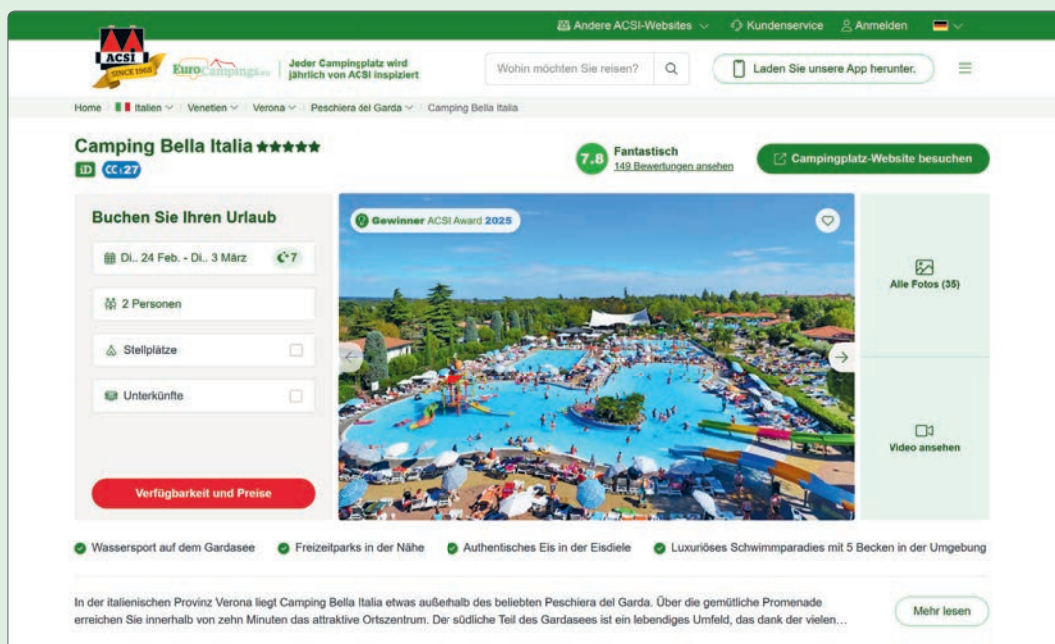 Andere ACSI-Websites
Kundenservice
Anmelden
ACSI
SINCE 1965
EuroCampings.eu
Jeder Campingplatz wird
jährlich von ACSI inspiziert
Wohin möchten Sie reisen?
Laden Sie unsere App herunter.
Home
Italien
Venetien
Verona
Peschiera del Garda
Camping Bella Italia
Camping Bella Italia ★★★★★
iD
CC €27
7.8
Fantastisch
149 Bewertungen ansehen
Campingplatz-Website besuchen
Buchen Sie Ihren Urlaub
Di.. 24 Feb. - Di.. 3 März
7
2 Personen
Stellplätze
Unterkünfte
Verfügbarkeit und Preise
Gewinner ACSI Award 2025
Alle Fotos (35)
Video ansehen
Wassersport auf dem Gardasee
Freizeitparks in der Nähe
Authentisches Eis in der Eisdiele
Luxuriöses Schwimmparadies mit 5 Becken in der Umgebung
In der italienischen Provinz Verona liegt Camping Bella Italia etwas außerhalb des beliebten Peschiera del Garda. Über die gemütliche Promenade
erreichen Sie innerhalb von zehn Minuten das attraktive Ortszentrum. Der südliche Teil des Gardasees ist ein lebendiges Umfeld, das dank der vielen…
Mehr lesen